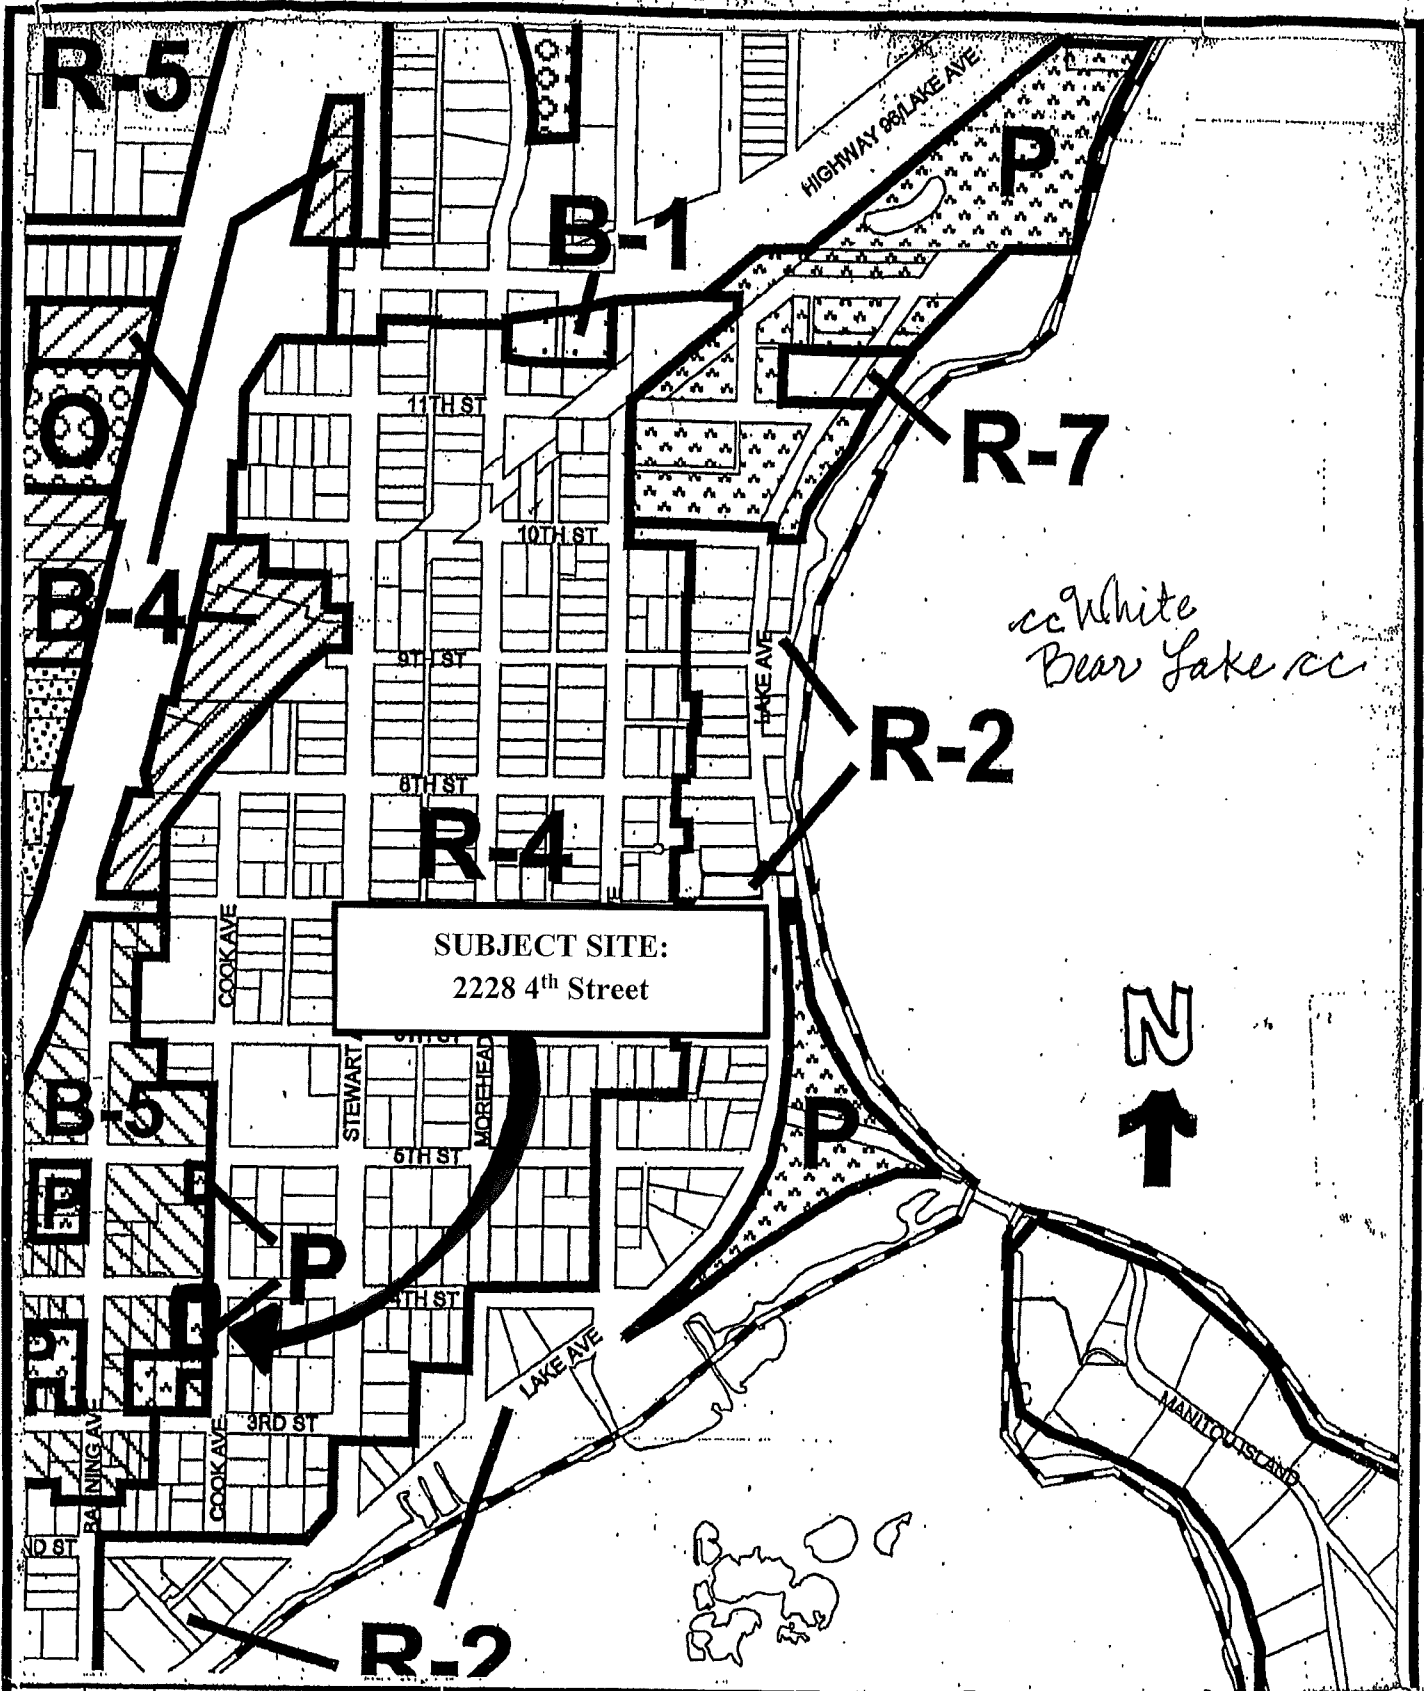 R-5
HIGHWAY 96/LAKE AVE
P
B-1
11TH ST
O
R-7
10TH ST
B-4
White
Bear Lake
9TH ST
LAKE AVE
R-2
8TH ST
R-4
COOK AVE
SUBJECT SITE:
2228 4th Street
N
STEWART
MOREHEAD
B-5
P
5TH ST
P
P
4TH ST
P
LAKE AVE
MANITOU ISLAND
3RD ST
COOK AVE
ND ST
R-2